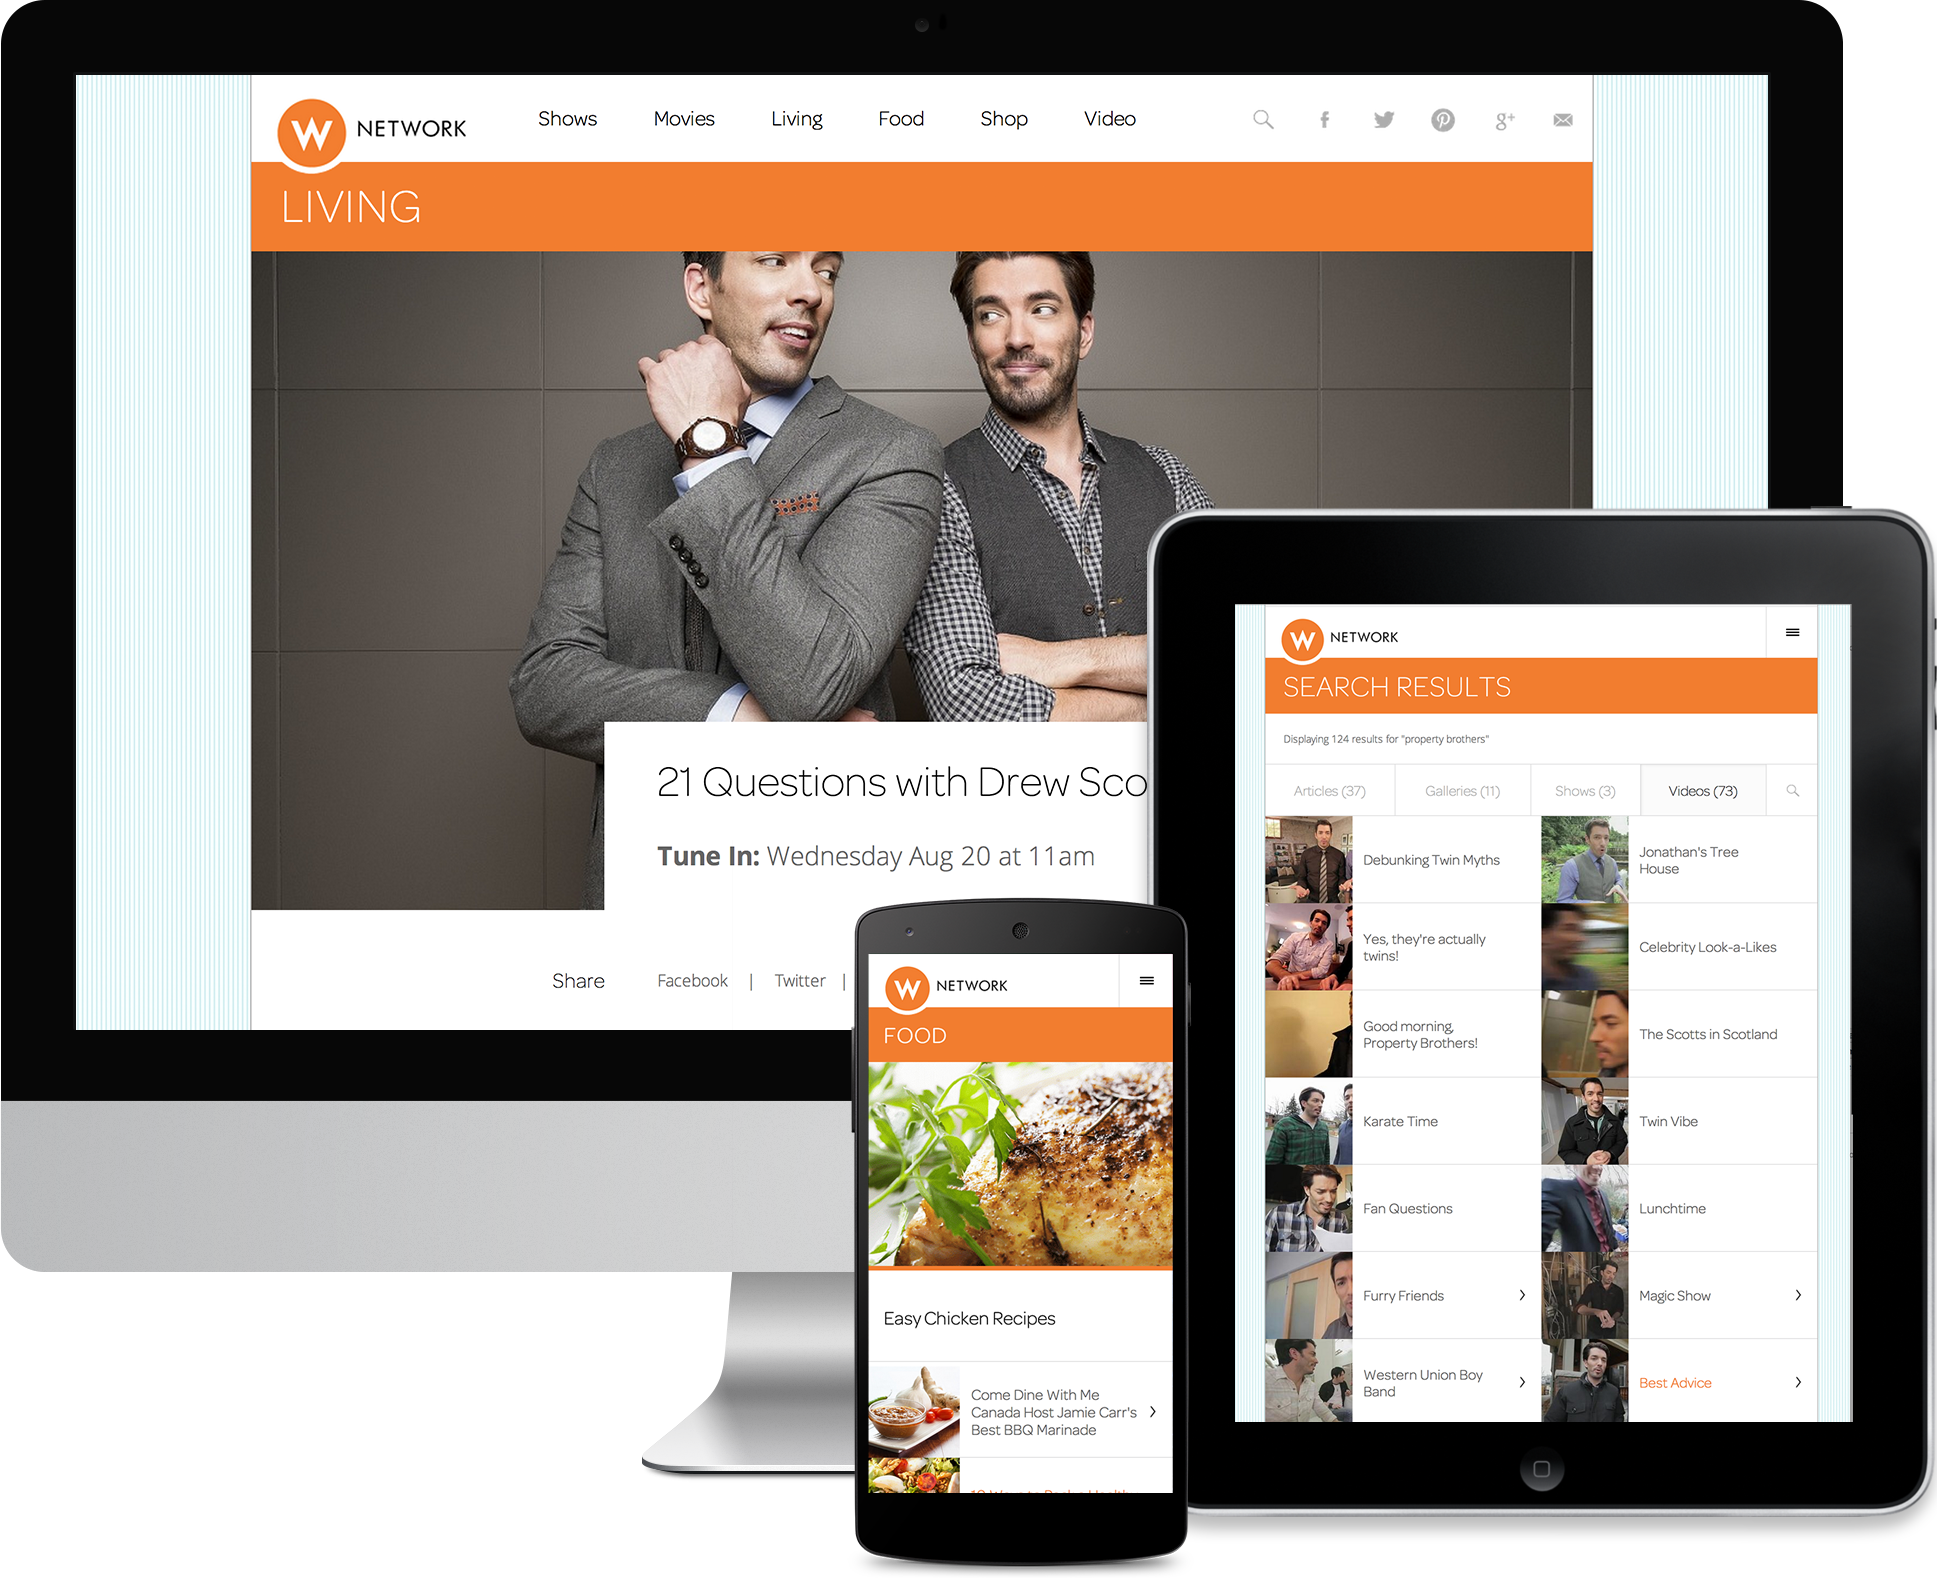 W NETWORK
Shows Movies Living Food Shop Video
f g+
LIVING
21 Questions with Drew Sco
Tune In: Wednesday Aug 20 at 11am
Share Facebook | Twitter |
W NETWORK
FOOD
Easy Chicken Recipes
Come Dine With Me
Canada Host Jamie Carr's
Best BBQ Marinade
W NETWORK
SEARCH RESULTS
Displaying 124 results for "property brothers"
Articles (37) Galleries (11) Shows (3) Videos (73)
Debunking Twin Myths
Jonathan's Tree
House
Yes, they're actually
twins!
Celebrity Look-a-Likes
Good morning,
Property Brothers!
The Scotts in Scotland
Karate Time
Twin Vibe
Fan Questions
Lunchtime
Furry Friends
Magic Show
Western Union Boy
Band
Best Advice